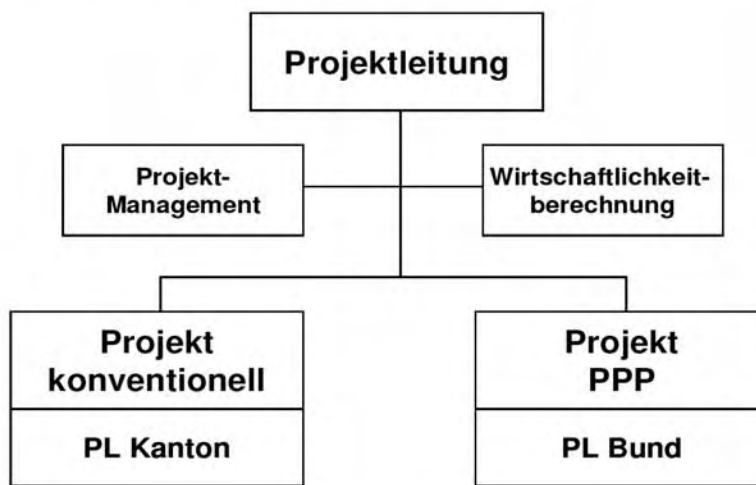 Projektleitung
Projekt-
Management
Wirtschaftlichkeit-
berechnung
Projekt
konventionell
PL Kanton
Projekt
PPP
PL Bund